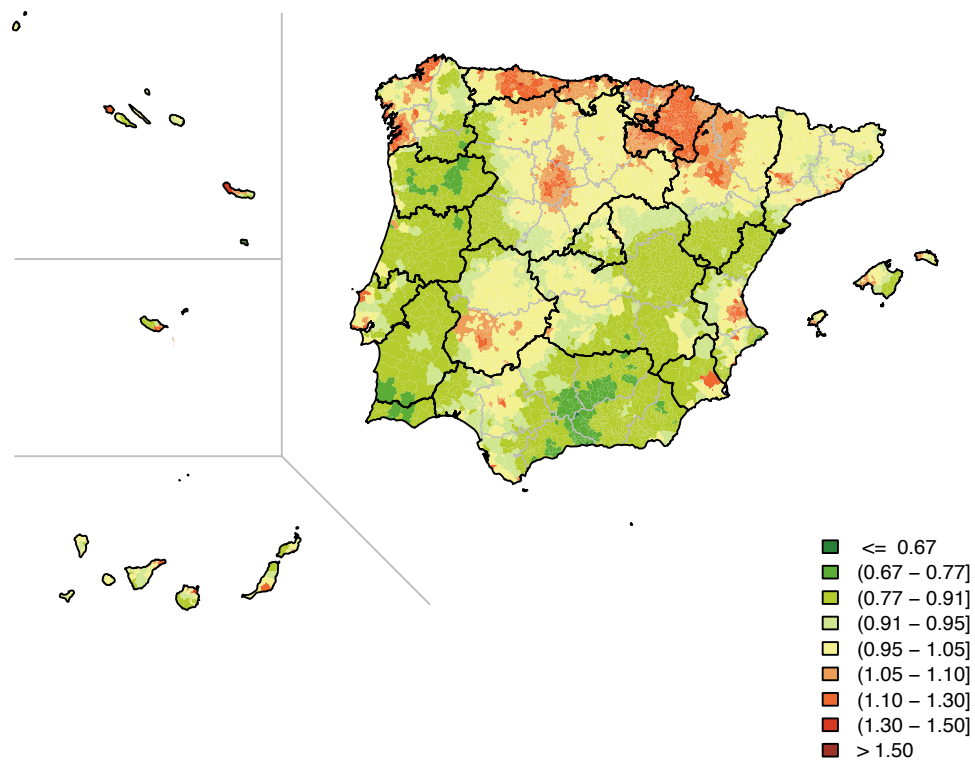 <= 0.67
(0.67 − 0.77]
(0.77 − 0.91]
(0.91 − 0.95]
(0.95 − 1.05]
(1.05 − 1.10]
(1.10 − 1.30]
(1.30 − 1.50]
> 1.50